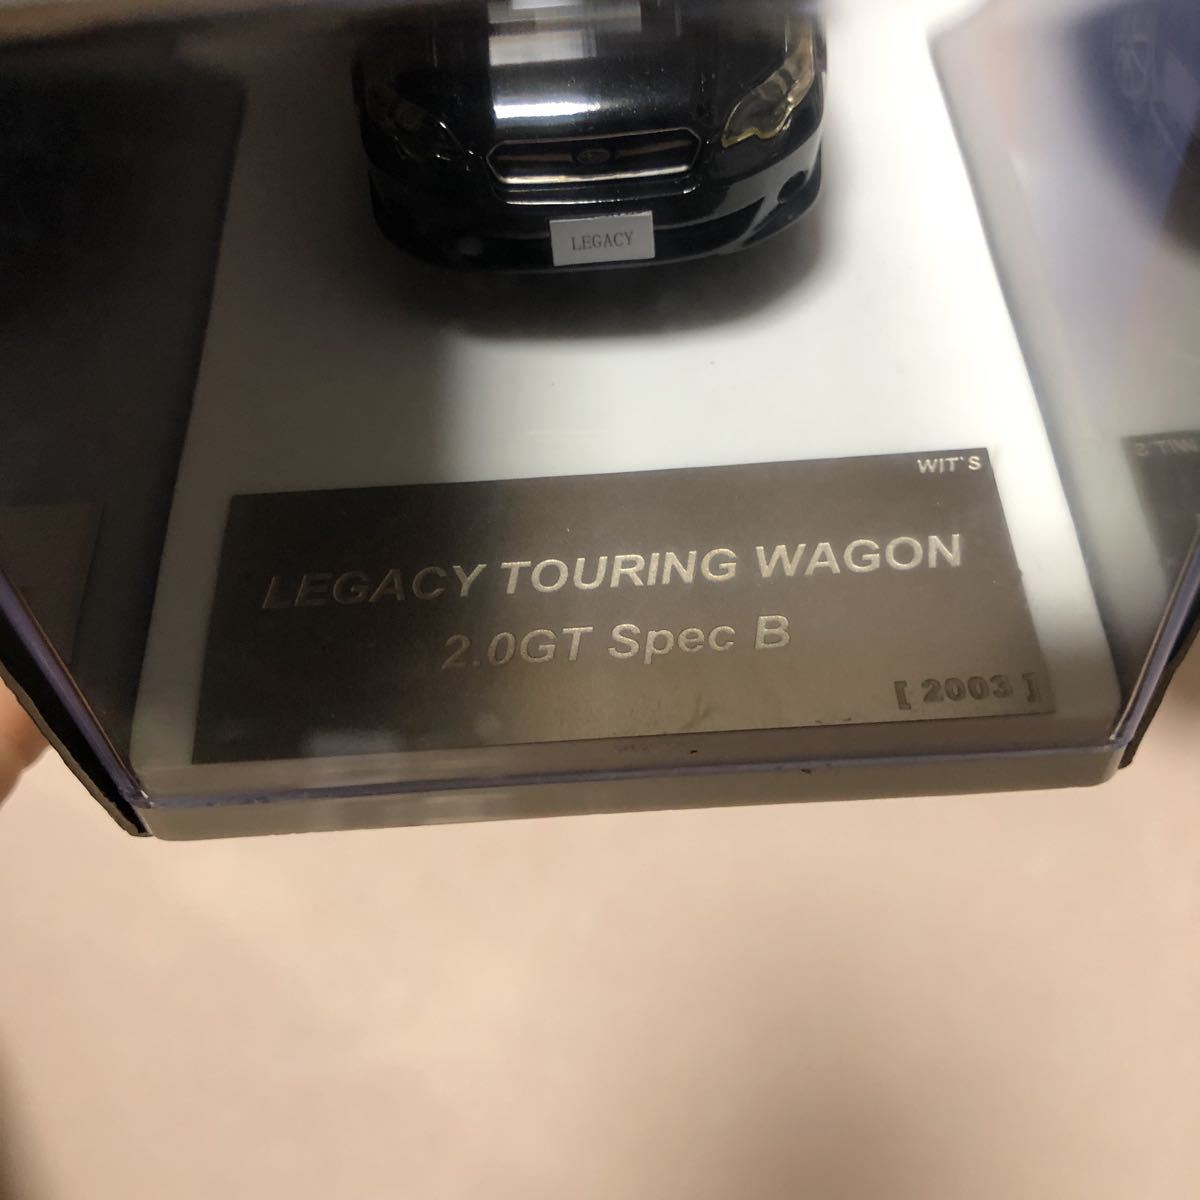 LEGACY
WIT`S
LEGACY TOURING WAGON
2.0GT Spec B
[ 2003 ]